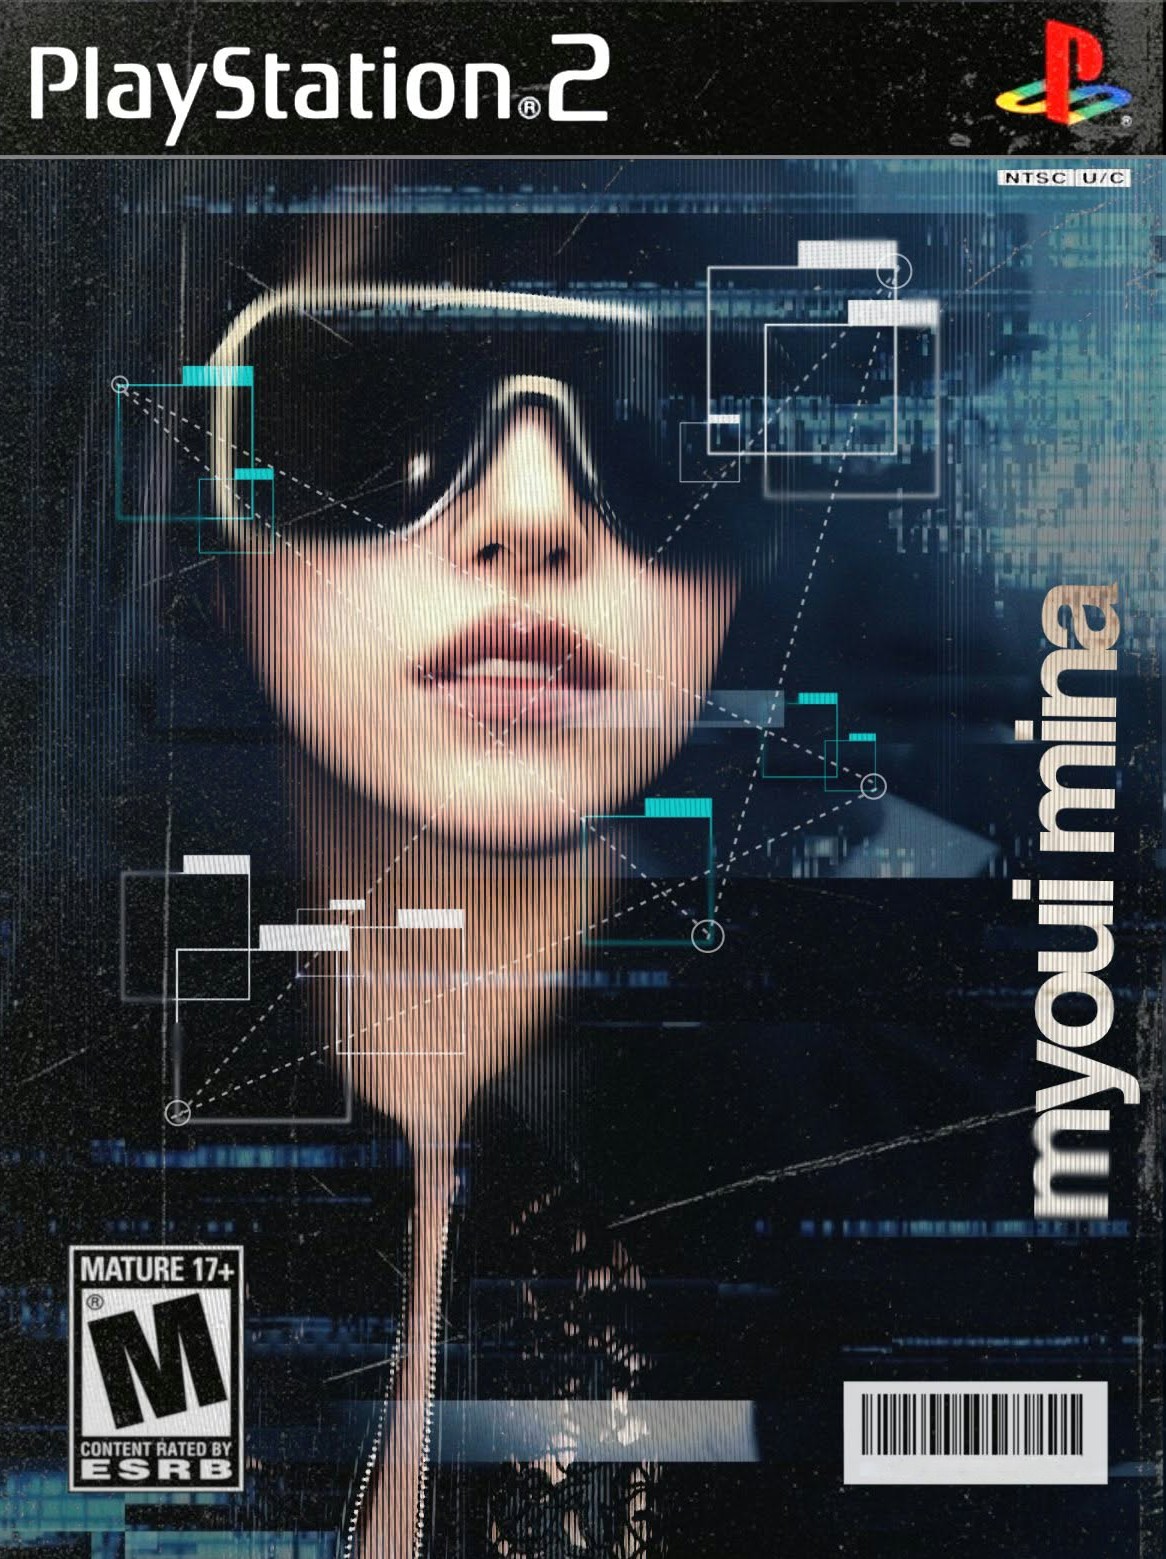 PlayStation®2
®
NTSC U/C
myoui mina
MATURE 17+
®
M
CONTENT RATED BY
ESRB